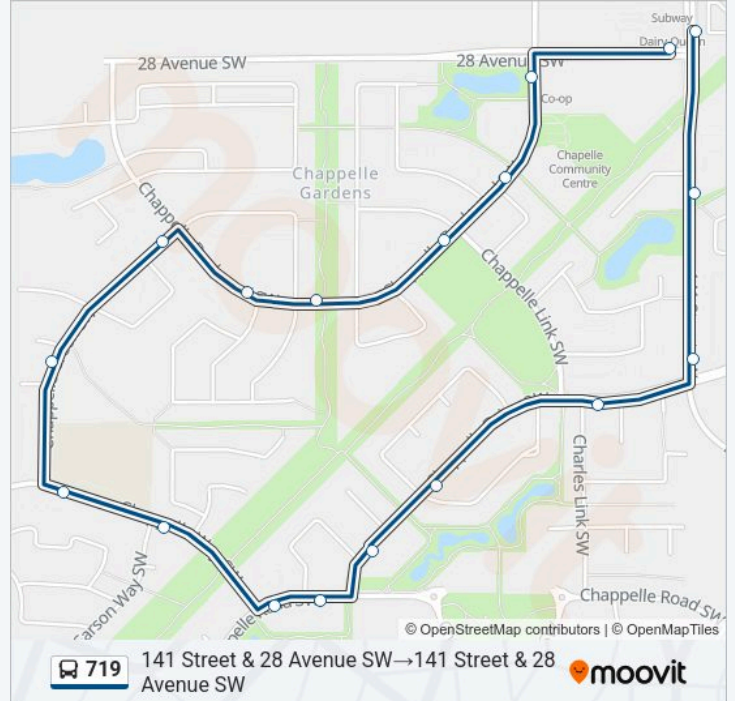 Subway
Dairy Queen
28 Avenue SW
28 Avenue SW
Co-op
Chapelle
Community
Centre
Chappelle
Gardens
Chappelle Link SW
Charles Link SW
Carson Way SW
Chappelle Road SW
© OpenStreetMap contributors | © OpenMapTiles
719
141 Street & 28 Avenue SW→141 Street & 28
Avenue SW
moovit